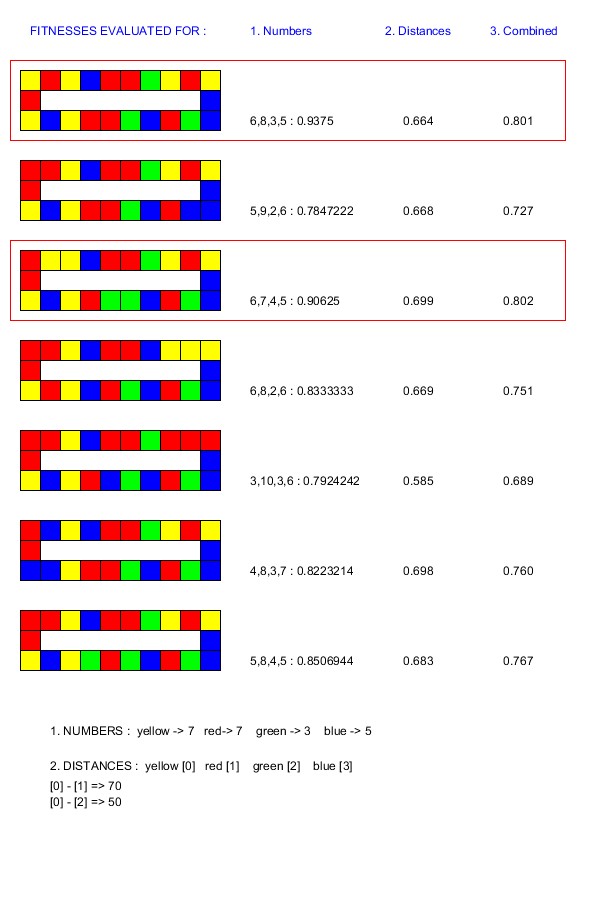 FITNESSES EVALUATED FOR : 1. Numbers 2. Distances 3. Combined
6,8,3,5 : 0.9375 0.664 0.801
5,9,2,6 : 0.7847222 0.668 0.727
6,7,4,5 : 0.90625 0.699 0.802
6,8,2,6 : 0.8333333 0.669 0.751
3,10,3,6 : 0.7924242 0.585 0.689
4,8,3,7 : 0.8223214 0.698 0.760
5,8,4,5 : 0.8506944 0.683 0.767
1. NUMBERS : yellow -> 7 red-> 7 green -> 3 blue -> 5
2. DISTANCES : yellow [0] red [1] green [2] blue [3]
[0] - [1] => 70
[0] - [2] => 50